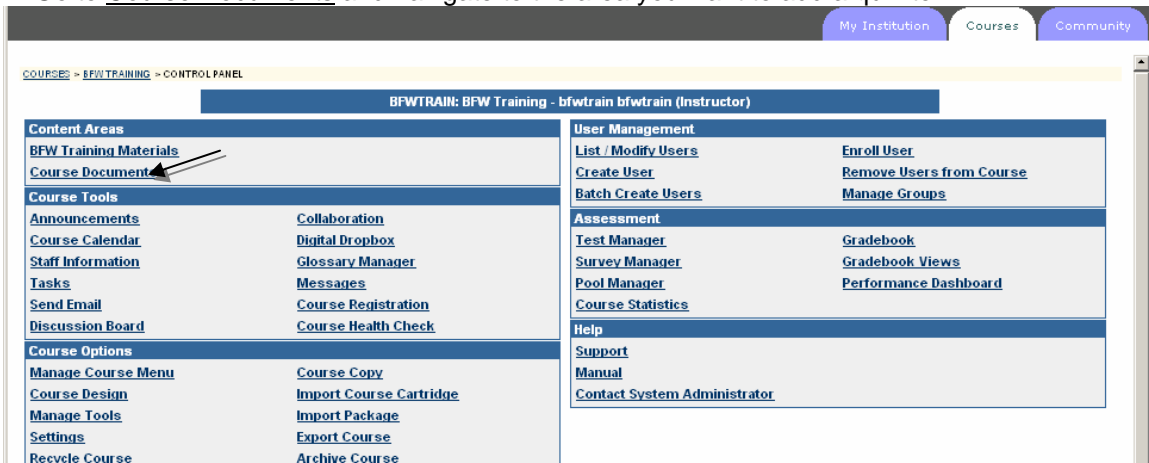 My Institution Courses Community
COURSES > BFW TRAINING > CONTROL PANEL
BFWTRAIN: BFW Training - bfwtrain bfwtrain (Instructor)
Content Areas
BFW Training Materials
Course Document
Course Tools
Announcements Collaboration
Course Calendar Digital Dropbox
Staff Information Glossary Manager
Tasks Messages
Send Email Course Registration
Discussion Board Course Health Check
Course Options
Manage Course Menu Course Copy
Course Design Import Course Cartridge
Manage Tools Import Package
Settings Export Course
Recycle Course Archive Course
User Management
List / Modify Users Enroll User
Create User Remove Users from Course
Batch Create Users Manage Groups
Assessment
Test Manager Gradebook
Survey Manager Gradebook Views
Pool Manager Performance Dashboard
Course Statistics
Help
Support
Manual
Contact System Administrator